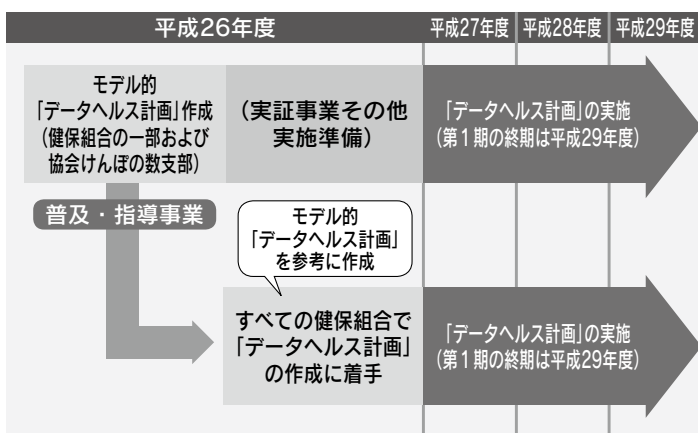 平成26年度
平成27年度
平成28年度
平成29年度
モデル的
「データヘルス計画」作成
（健保組合の一部および
協会けんぽの数支部）
（実証事業その他
実施準備）
「データヘルス計画」の実施
（第１期の終期は平成29年度）
普及・指導事業
モデル的
「データヘルス計画」
を参考に作成
すべての健保組合で
「データヘルス計画」
の作成に着手
「データヘルス計画」の実施
（第１期の終期は平成29年度）